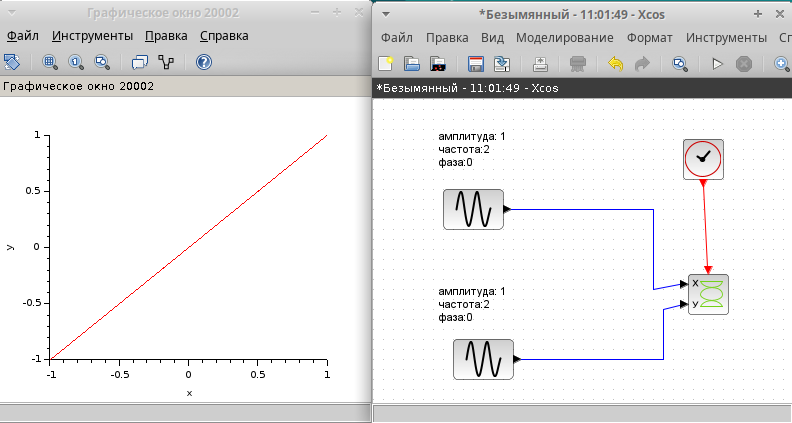 Графическое окно 20002
Файл Инструменты Правка Справка
Графическое окно 20002
1
0.5
0
-0.5
-1
y
-1 -0.5 0 0.5 1
x
*Безымянный - 11:01:49 - Xcos
Файл Правка Вид Моделирование Формат Инструменты Сп
*Безымянный - 11:01:49 - Xcos
амплитуда: 1
частота:2
фаза:0
X
У
амплитуда: 1
частота:2
фаза:0